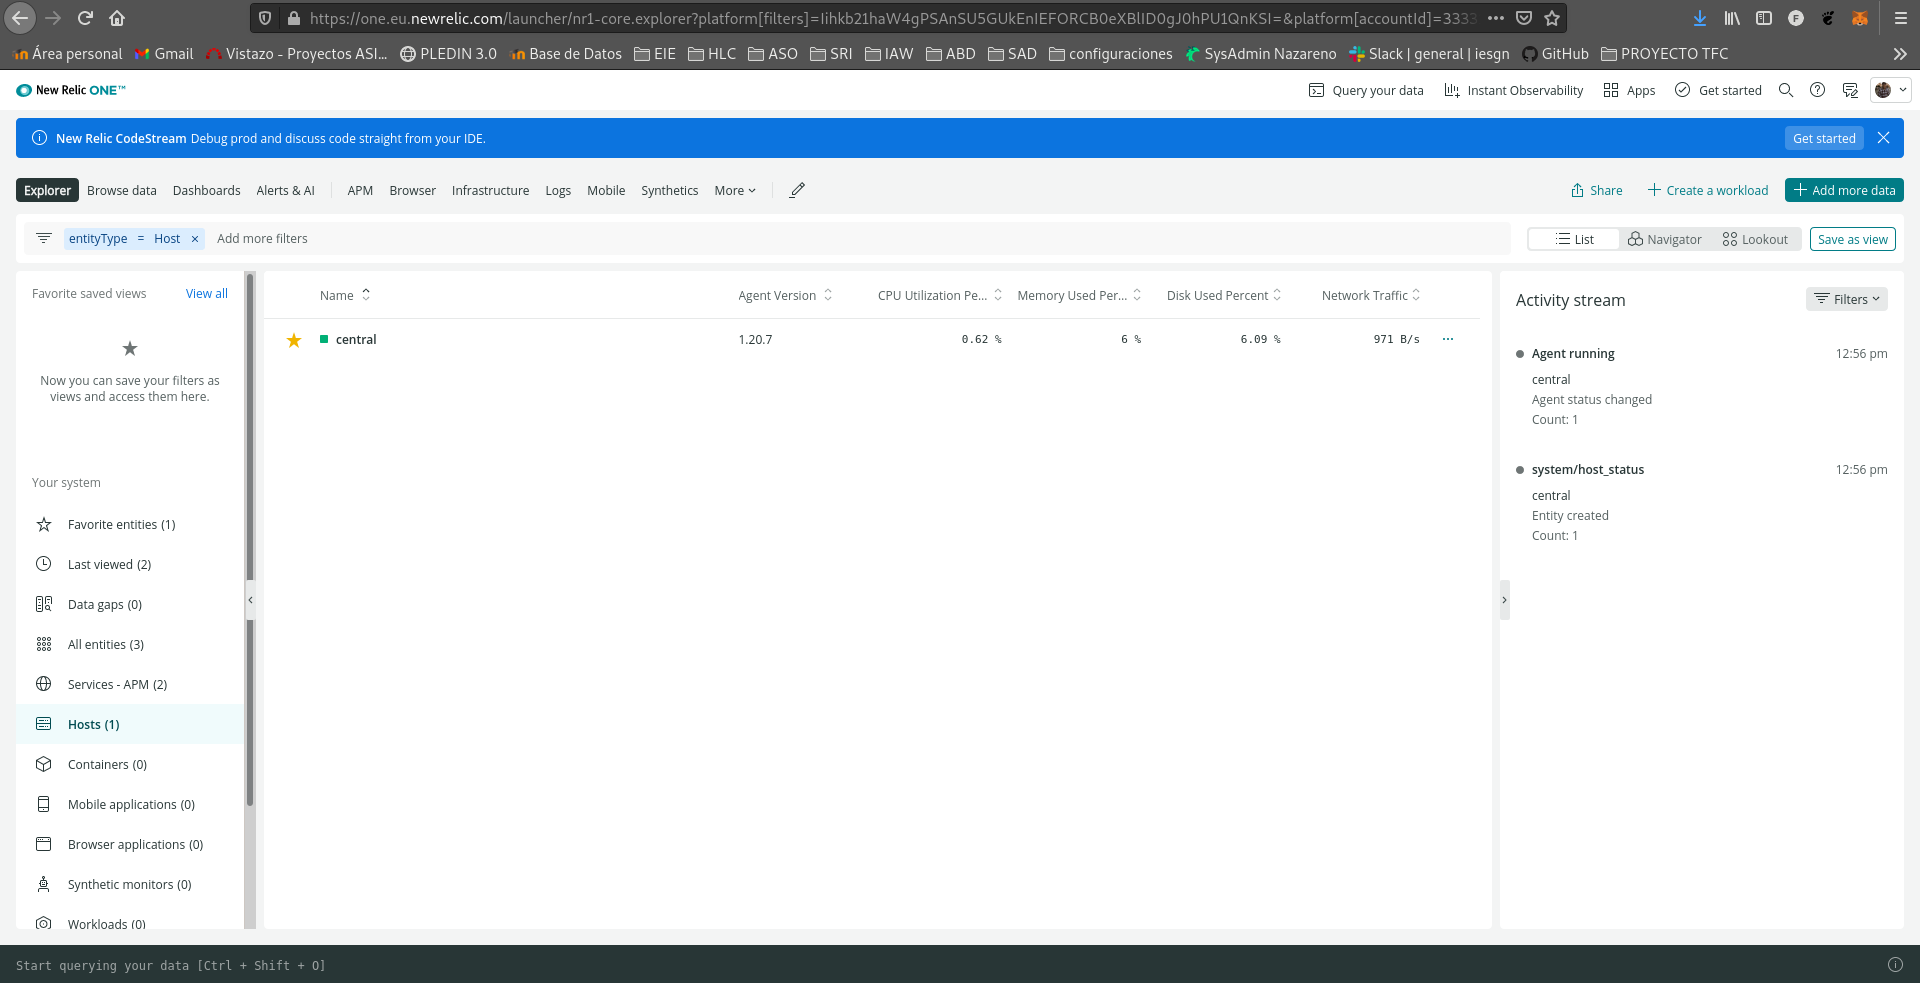 https://one.eu.newrelic.com/launcher/nr1-core.explorer?platform[filters]=Iihkb21haW4gPSAnSU5GUkEnIEFORCB0eXBlID0gJ0hPU1QnKSI=&platform[accountId]=3333
Área personal Gmail Vistazo - Proyectos ASI... PLEDIN 3.0 Base de Datos EIE HLC ASO SRI IAW ABD SAD configuraciones SysAdmin Nazareno Slack | general | iesgn GitHub PROYECTO TFC
New Relic ONE™ Query your data Instant Observability Apps Get started
New Relic CodeStream Debug prod and discuss code straight from your IDE. Get started
Explorer Browse data Dashboards Alerts & AI APM Browser Infrastructure Logs Mobile Synthetics More Share Create a workload Add more data
entityType = Host × Add more filters List Navigator Lookout Save as view
Favorite saved views View all
Now you can save your filters as
views and access them here.
Your system
Favorite entities (1)
Last viewed (2)
Data gaps (0)
All entities (3)
Services - APM (2)
Hosts (1)
Containers (0)
Mobile applications (0)
Browser applications (0)
Synthetic monitors (0)
Workloads (0)
Name Agent Version CPU Utilization Pe... Memory Used Per... Disk Used Percent Network Traffic
central 1.20.7 0.62 % 6 % 6.09 % 971 B/s ...
Activity stream Filters
Agent running 12:56 pm
central
Agent status changed
Count: 1
system/host_status 12:56 pm
central
Entity created
Count: 1
Start querying your data [Ctrl + Shift + O]